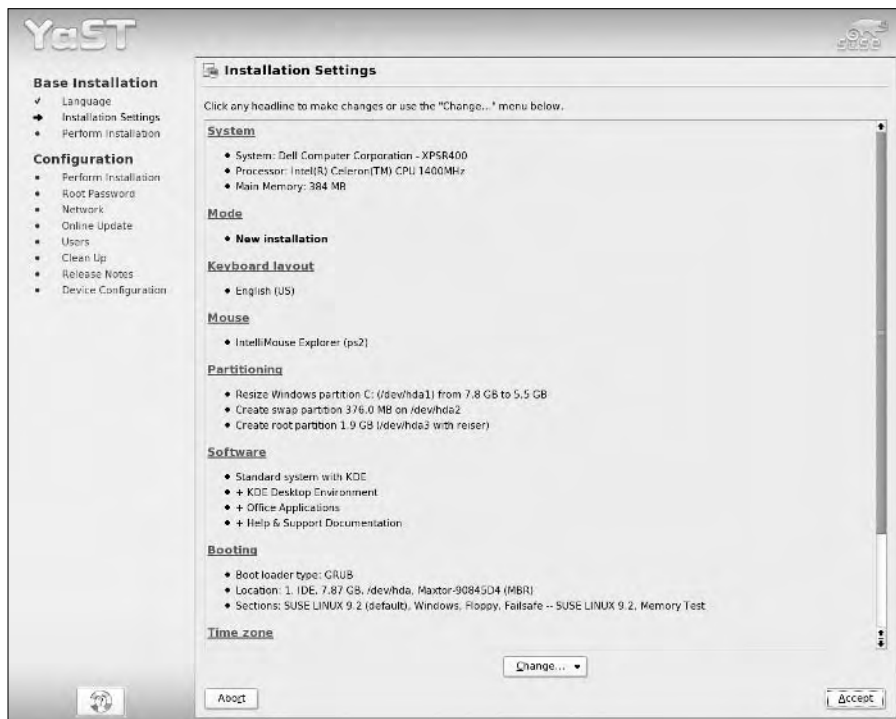 YaST
SUSE
Base Installation
Language
Installation Settings
Perform Installation
Configuration
Perform Installation
Root Password
Network
Online Update
Users
Clean Up
Release Notes
Device Configuration
Installation Settings
Click any headline to make changes or use the "Change..." menu below.
System
System: Dell Computer Corporation - XPSR400
Processor: Intel(R) Celeron(TM) CPU 1400MHz
Main Memory: 384 MB
Mode
New installation
Keyboard layout
English (US)
Mouse
IntelliMouse Explorer (ps2)
Partitioning
Resize Windows partition C: (/dev/hda1) from 7.8 GB to 5.5 GB
Create swap partition 376.0 MB on /dev/hda2
Create root partition 1.9 GB (/dev/hda3 with reiser)
Software
Standard system with KDE
+ KDE Desktop Environment
+ Office Applications
+ Help & Support Documentation
Booting
Boot loader type: GRUB
Location: 1. IDE, 7.87 GB, /dev/hda, Maxtor-90845D4 (MBR)
Sections: SUSE LINUX 9.2 (default), Windows, Floppy, Failsafe -- SUSE LINUX 9.2, Memory Test
Time zone
Change...
Abort
Accept